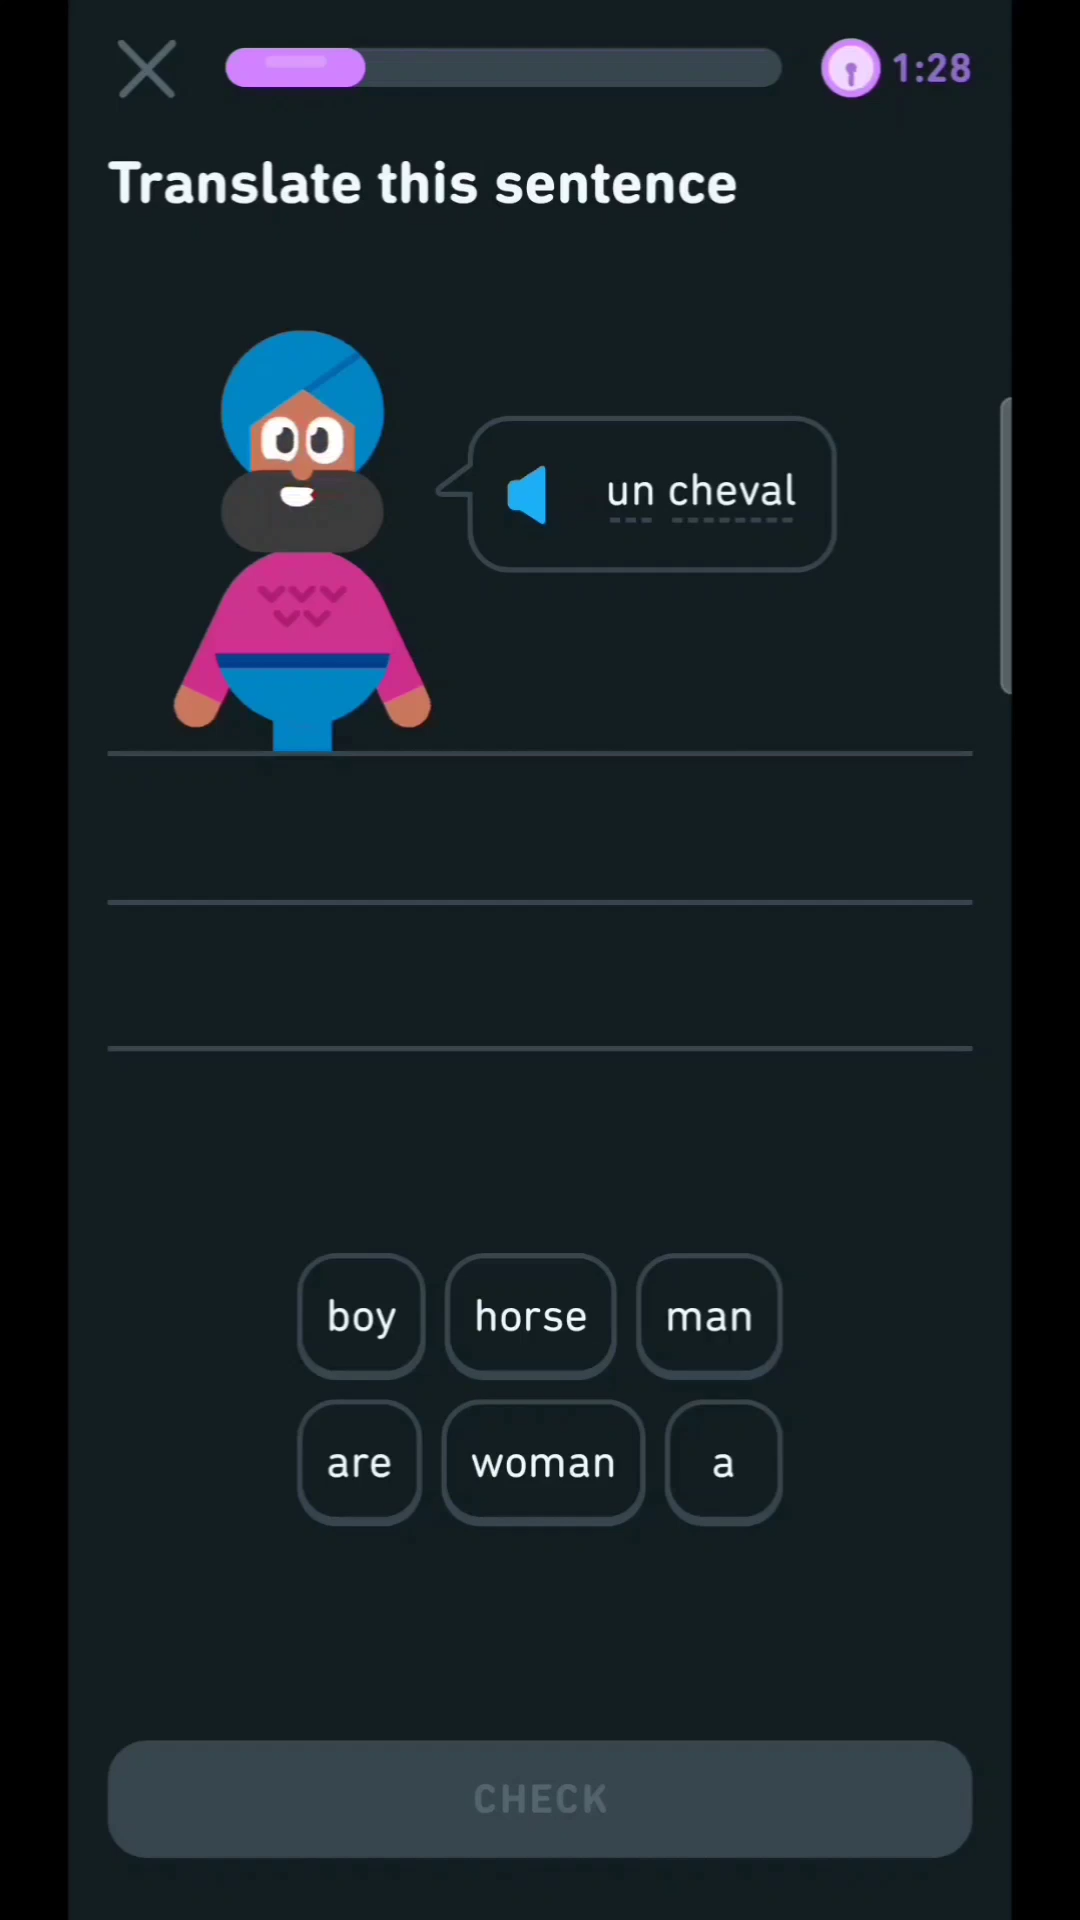 1:28
Translate this sentence
un cheval
boy horse man
are woman a
CHECK